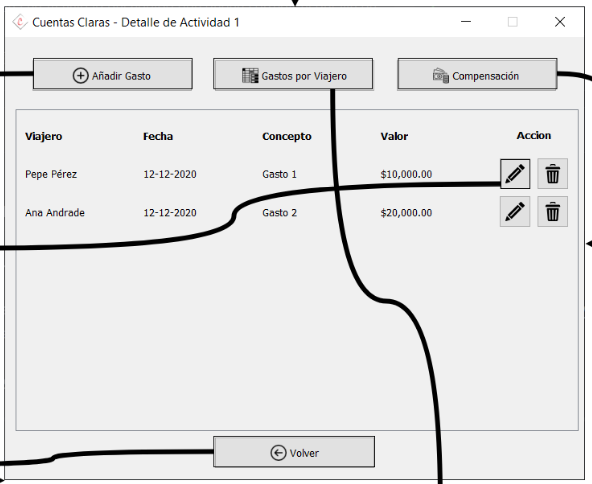 Cuentas Claras - Detalle de Actividad 1
Añadir Gasto Gastos por Viajero Compensación
Viajero Fecha Concepto Valor Accion
Pepe Pérez 12-12-2020 Gasto 1 $10,000.00
Ana Andrade 12-12-2020 Gasto 2 $20,000.00
Volver